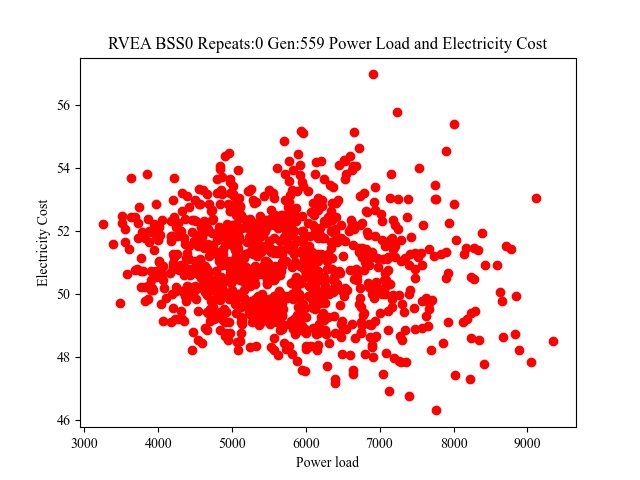 RVEA BSS0 Repeats:0 Gen:559 Power Load and Electricity Cost
56
54
52
50
48
46
Electricity Cost
3000 4000 5000 6000 7000 8000 9000
Power load